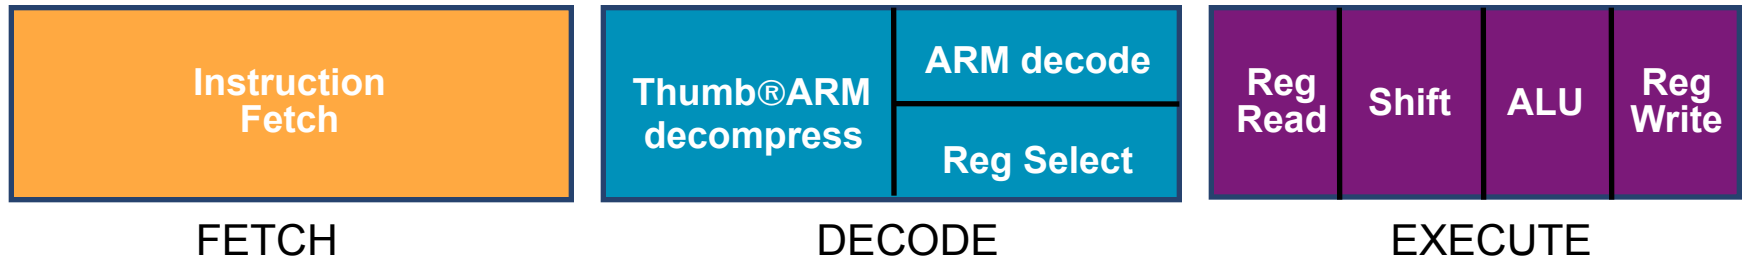 Instruction
Fetch
Thumb®ARM
decompress
ARM decode
Reg Select
Reg
Read
Shift
ALU
Reg
Write
FETCH
DECODE
EXECUTE